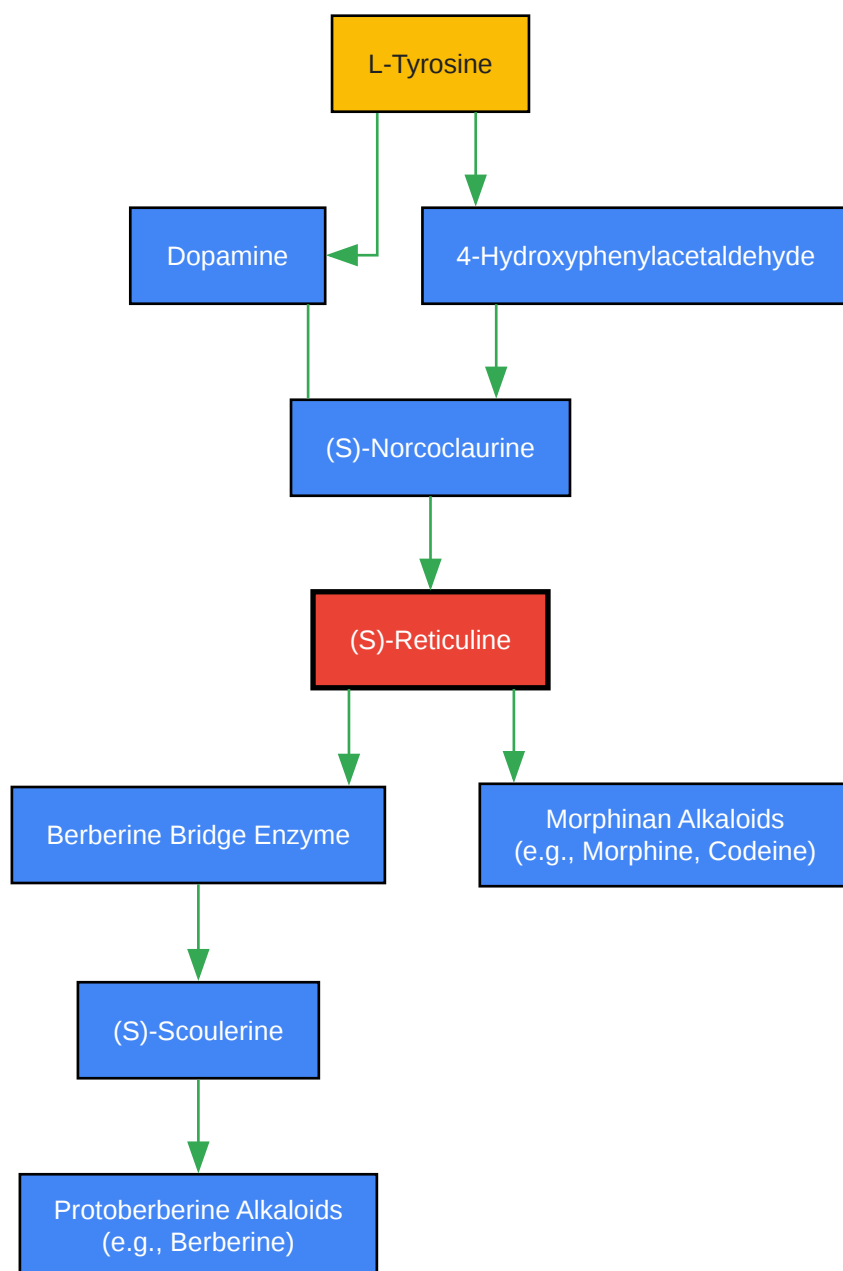 L-Tyrosine
Dopamine
4-Hydroxyphenylacetaldehyde
(S)-Norcoclaurine
(S)-Reticuline
Berberine Bridge Enzyme
Morphinan Alkaloids
(e.g., Morphine, Codeine)
(S)-Scoulerine
Protoberberine Alkaloids
(e.g., Berberine)